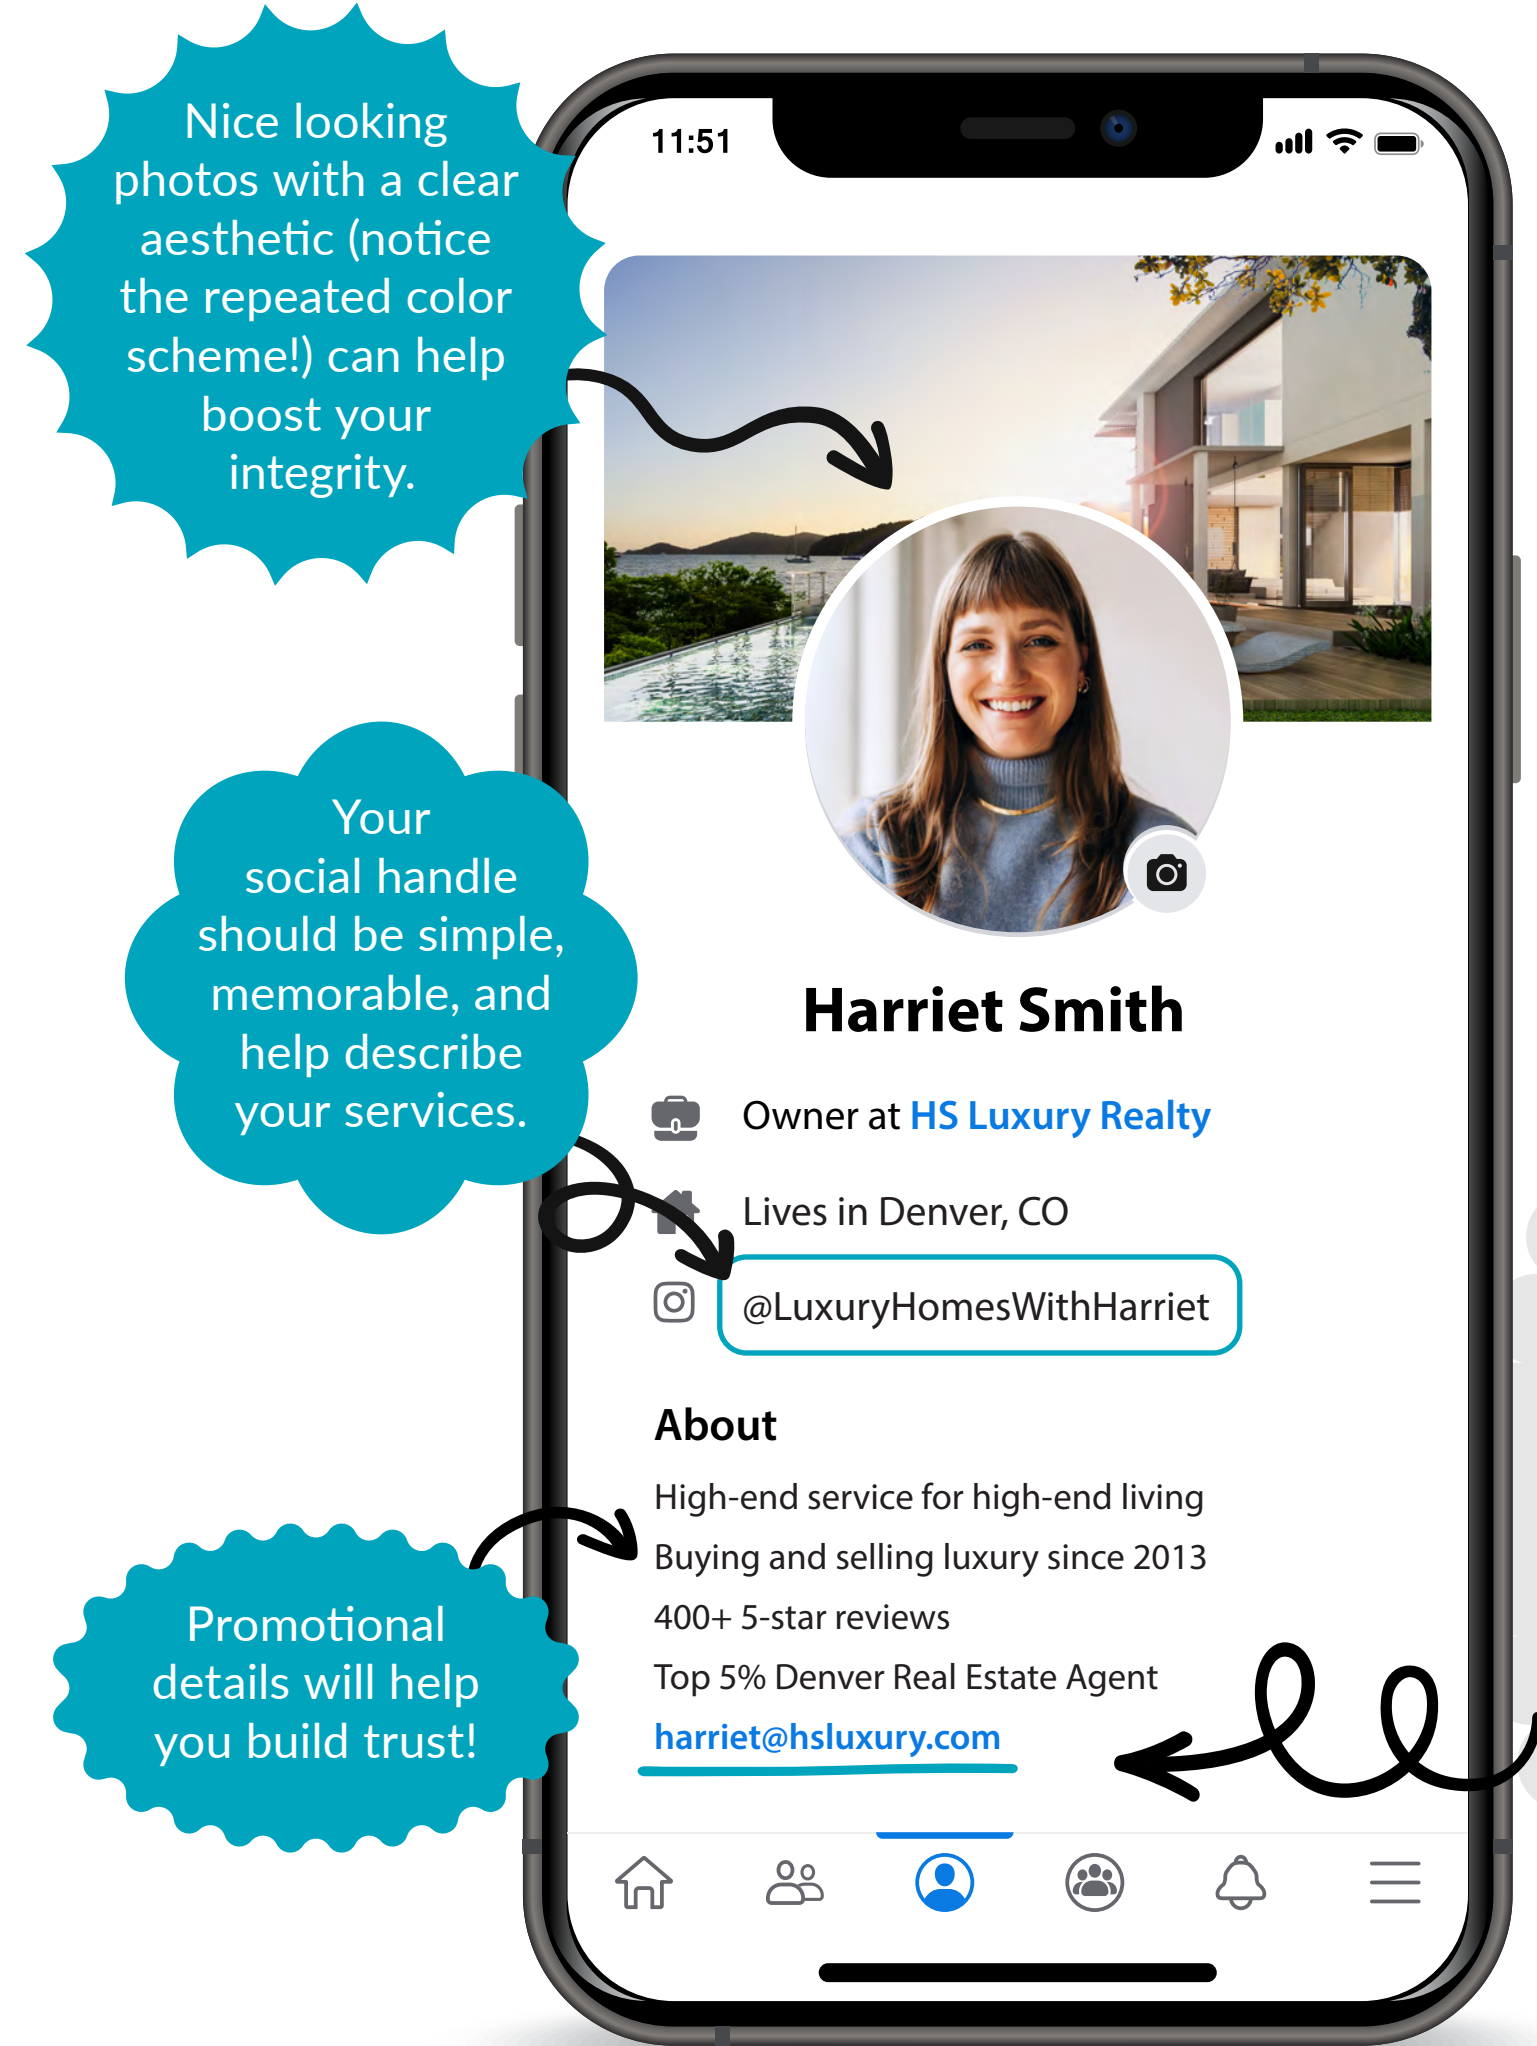 Nice looking
photos with a clear
aesthetic (notice
the repeated color
scheme!) can help
boost your
integrity.
11:51
Your
social handle
should be simple,
memorable, and
help describe
your services.
Harriet Smith
Owner at HS Luxury Realty
Lives in Denver, CO
@LuxuryHomesWithHarriet
About
High-end service for high-end living
Buying and selling luxury since 2013
400+ 5-star reviews
Top 5% Denver Real Estate Agent
harriet@hsluxury.com
Promotional
details will help
you build trust!